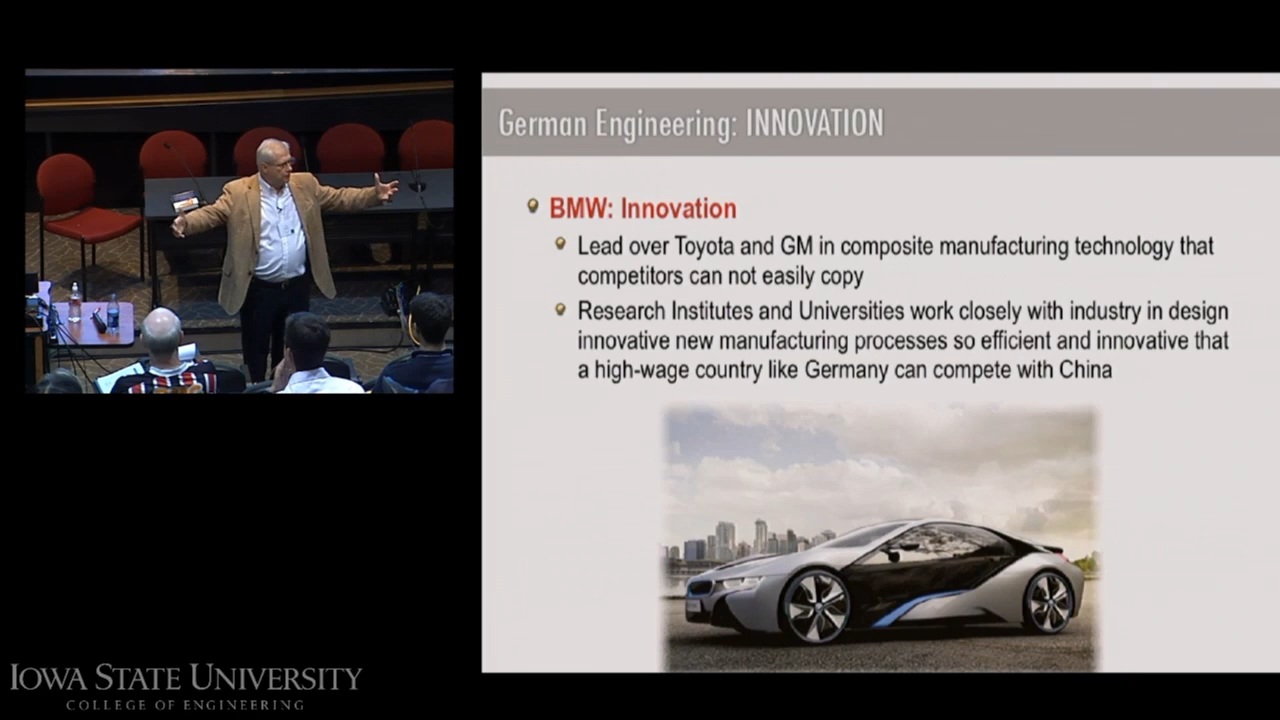 German Engineering: INNOVATION
BMW: Innovation
Lead over Toyota and GM in composite manufacturing technology that
competitors can not easily copy
Research Institutes and Universities work closely with industry in design
innovative new manufacturing processes so efficient and innovative that
a high-wage country like Germany can compete with China
IOWA STATE UNIVERSITY
COLLEGE OF ENGINEERING